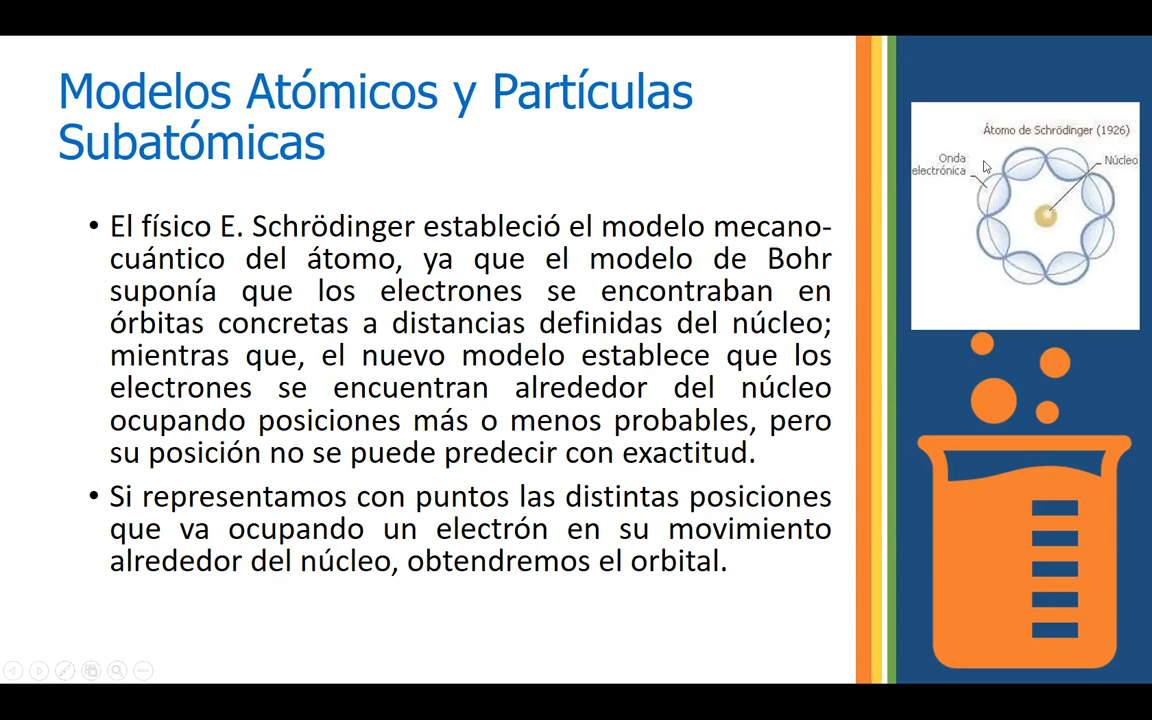 Modelos Atómicos y Partículas
Subatómicas
• El físico E. Schrödinger estableció el modelo mecano-
cuántico del átomo, ya que el modelo de Bohr
suponía que los electrones se encontraban en
órbitas concretas a distancias definidas del núcleo;
mientras que, el nuevo modelo establece que los
electrones se encuentran alrededor del núcleo
ocupando posiciones más o menos probables, pero
su posición no se puede predecir con exactitud.
• Si representamos con puntos las distintas posiciones
que va ocupando un electrón en su movimiento
alrededor del núcleo, obtendremos el orbital.
Átomo de Schrödinger (1926)
Onda
electrónica
Núcleo